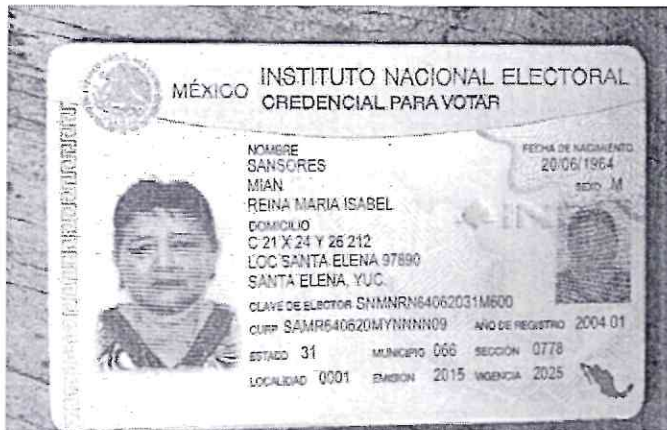 MÉXICO INSTITUTO NACIONAL ELECTORAL
CREDENCIAL PARA VOTAR
NOMBRE
SANSORES
MIAN
REINA MARIA ISABEL
FECHA DE NACIMIENTO
20/06/1964
SEXO M
DOMICILIO
C 21 X 24 Y 26 212
LOC SANTA ELENA 97890
SANTA ELENA, YUC.
CLAVE DE ELECTOR SNMNRN64062031M600
CURP SAMR640620MYNNNN09 AÑO DE REGISTRO 2004 01
ESTADO 31 MUNICIPIO 066 SECCIÓN 0778
LOCALIDAD 0001 EMISIÓN 2015 VIGENCIA 2025